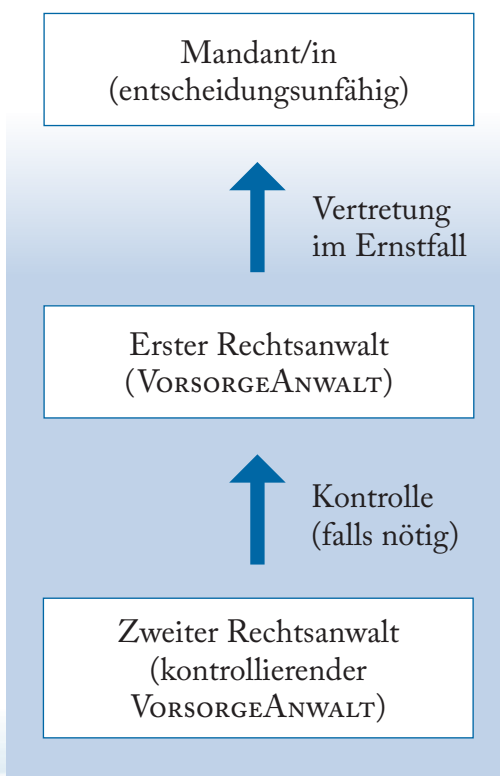 Mandant/in
(entscheidungsunfähig)
Vertretung
im Ernstfall
Erster Rechtsanwalt
(VorsorgeAnwalt)
Kontrolle
(falls nötig)
Zweiter Rechtsanwalt
(kontrollierender
VorsorgeAnwalt)